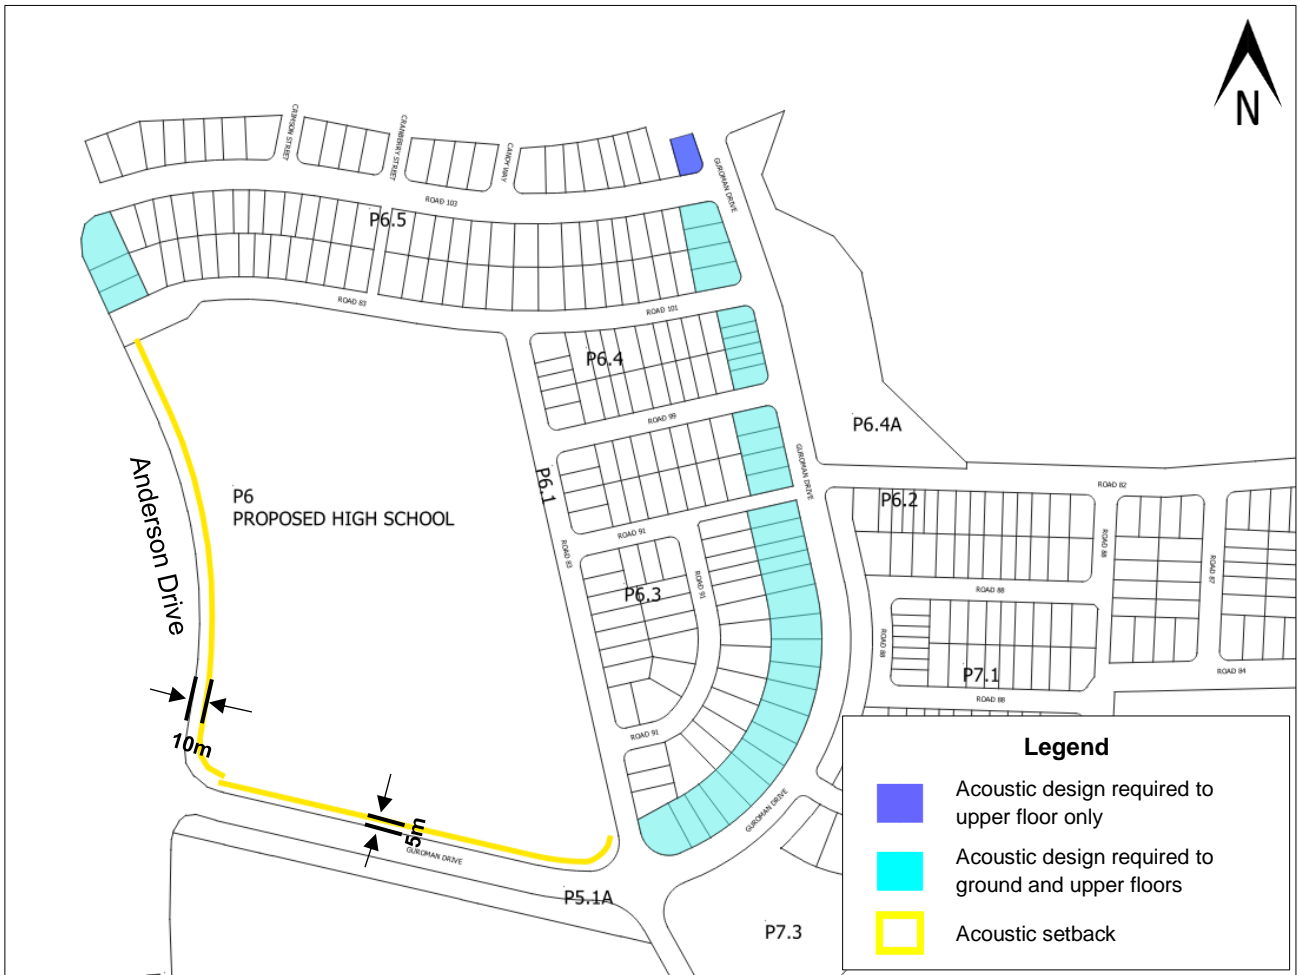 N
CRIMSON STREET
CRANBERRY STREET
CANDY WAY
GUROMAN DRIVE
ROAD 103
P6.5
ROAD 83
ROAD 101
P6.4
ROAD 99
P6.4A
GUROMAN DRIVE
Anderson Drive
P6
PROPOSED HIGH SCHOOL
P6.1
ROAD 82
P6.2
ROAD 91
ROAD 83
ROAD 88
ROAD 87
P6.3
ROAD 91
ROAD 88
ROAD 88
P7.1
ROAD 84
ROAD 88
10m
ROAD 91
5m
GUROMAN DRIVE
GUROMAN DRIVE
P5.1A
P7.3
Legend
Acoustic design required to
upper floor only
Acoustic design required to
ground and upper floors
Acoustic setback